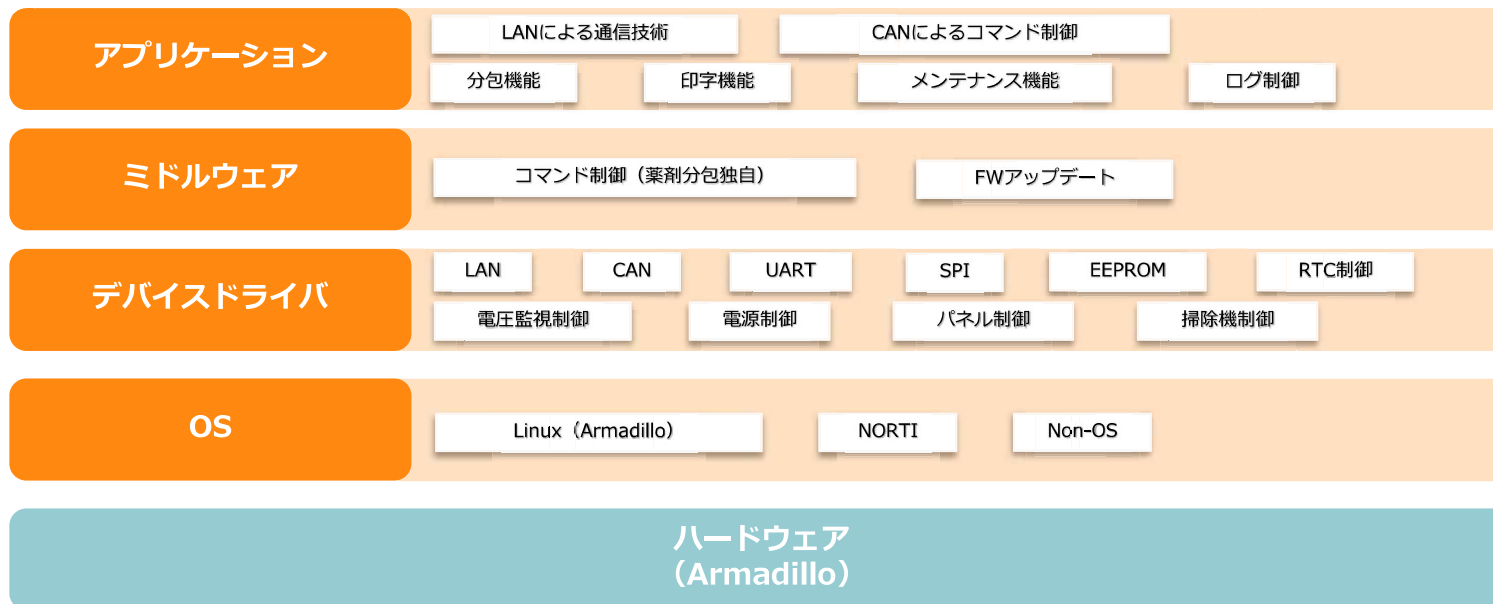 アプリケーション
LANによる通信技術
CANによるコマンド制御
分包機能
印字機能
メンテナンス機能
ログ制御
ミドルウェア
コマンド制御（薬剤分包独自）
FWアップデート
デバイスドライバ
LAN
CAN
UART
SPI
EEPROM
RTC制御
電圧監視制御
電源制御
パネル制御
掃除機制御
OS
Linux（Armadillo）
NORTI
Non-OS
ハードウェア
（Armadillo）